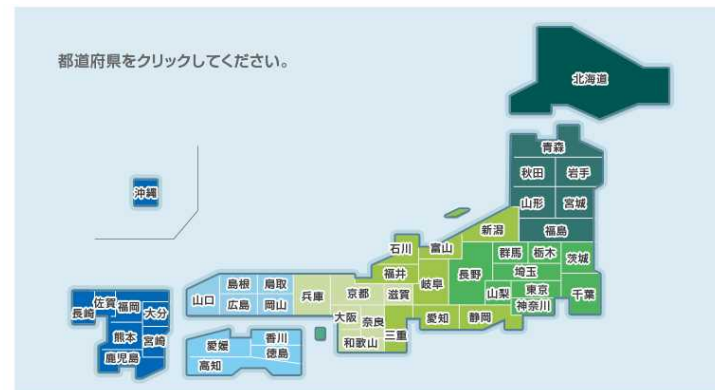 都道府県をクリックしてください。
北海道
青森
秋田
岩手
山形
宮城
福島
沖縄
新潟
石川
富山
群馬
栃木
茨城
福井
岐阜
長野
埼玉
山梨
東京
千葉
神奈川
島根
鳥取
兵庫
京都
滋賀
山口
広島
岡山
大阪
奈良
愛知
静岡
三重
和歌山
長崎
佐賀
福岡
大分
熊本
宮崎
鹿児島
愛媛
香川
徳島
高知